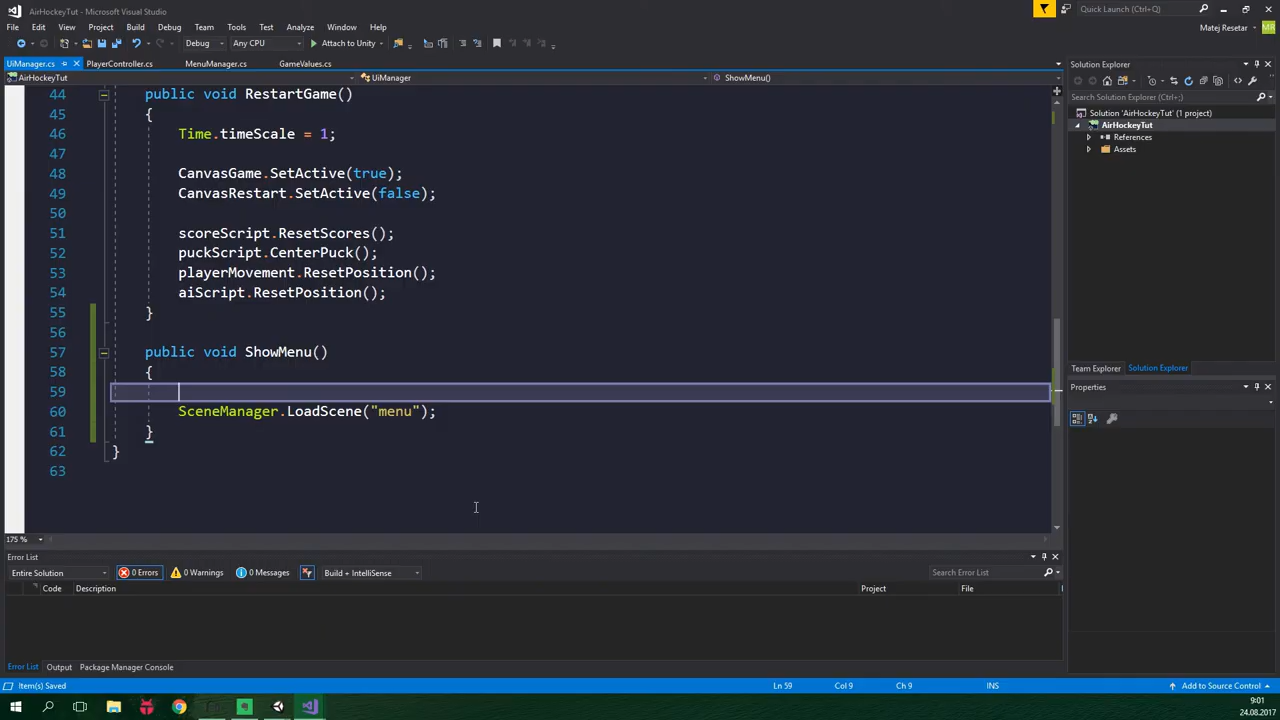 AirHockeyTut - Microsoft Visual Studio
Quick Launch (Ctrl+;)
File Edit View Project Build Debug Team Tools Test Analyze Window Help
Matej Resetar MR
Debug Any CPU Attach to Unity
UiManager.cs PlayerController.cs MenuManager.cs GameValues.cs
Solution Explorer
AirHockeyTut UiManager ShowMenu()
Search Solution Explorer (Ctrl+;)
Solution 'AirHockeyTut' (1 project)
AirHockeyTut
References
Assets
44 public void RestartGame()
45 {
46 Time.timeScale = 1;
47
48 CanvasGame.SetActive(true);
49 CanvasRestart.SetActive(false);
50
51 scoreScript.ResetScores();
52 puckScript.CenterPuck();
53 playerMovement.ResetPosition();
54 aiScript.ResetPosition();
55 }
56
57 public void ShowMenu()
58 {
59
60 SceneManager.LoadScene("menu");
61 }
62 }
63
Team Explorer Solution Explorer
Properties
175 %
Error List
Entire Solution 0 Errors 0 Warnings 0 Messages Build + IntelliSense Search Error List
Code Description Project File
Error List Output Package Manager Console
Item(s) Saved Ln 59 Col 9 Ch 9 INS Add to Source Control
9:01
24.08.2017